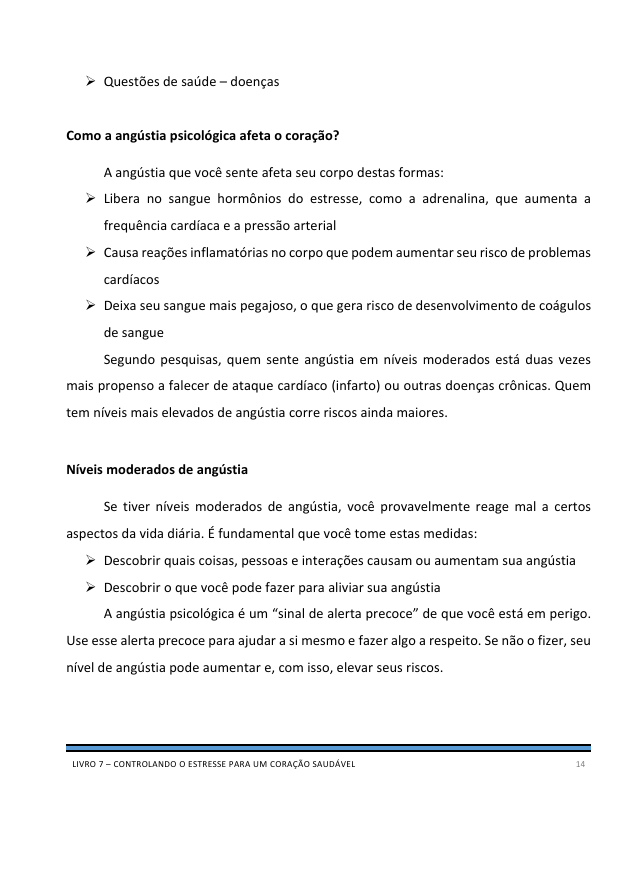 ➢ Questões de saúde – doenças
Como a angústia psicológica afeta o coração?
A angústia que você sente afeta seu corpo destas formas:
➢ Libera no sangue hormônios do estresse, como a adrenalina, que aumenta a
frequência cardíaca e a pressão arterial
➢ Causa reações inflamatórias no corpo que podem aumentar seu risco de problemas
cardíacos
➢ Deixa seu sangue mais pegajoso, o que gera risco de desenvolvimento de coágulos
de sangue
Segundo pesquisas, quem sente angústia em níveis moderados está duas vezes
mais propenso a falecer de ataque cardíaco (infarto) ou outras doenças crônicas. Quem
tem níveis mais elevados de angústia corre riscos ainda maiores.
Níveis moderados de angústia
Se tiver níveis moderados de angústia, você provavelmente reage mal a certos
aspectos da vida diária. É fundamental que você tome estas medidas:
➢ Descobrir quais coisas, pessoas e interações causam ou aumentam sua angústia
➢ Descobrir o que você pode fazer para aliviar sua angústia
A angústia psicológica é um “sinal de alerta precoce” de que você está em perigo.
Use esse alerta precoce para ajudar a si mesmo e fazer algo a respeito. Se não o fizer, seu
nível de angústia pode aumentar e, com isso, elevar seus riscos.
LIVRO 7 – CONTROLANDO O ESTRESSE PARA UM CORAÇÃO SAUDÁVEL 14